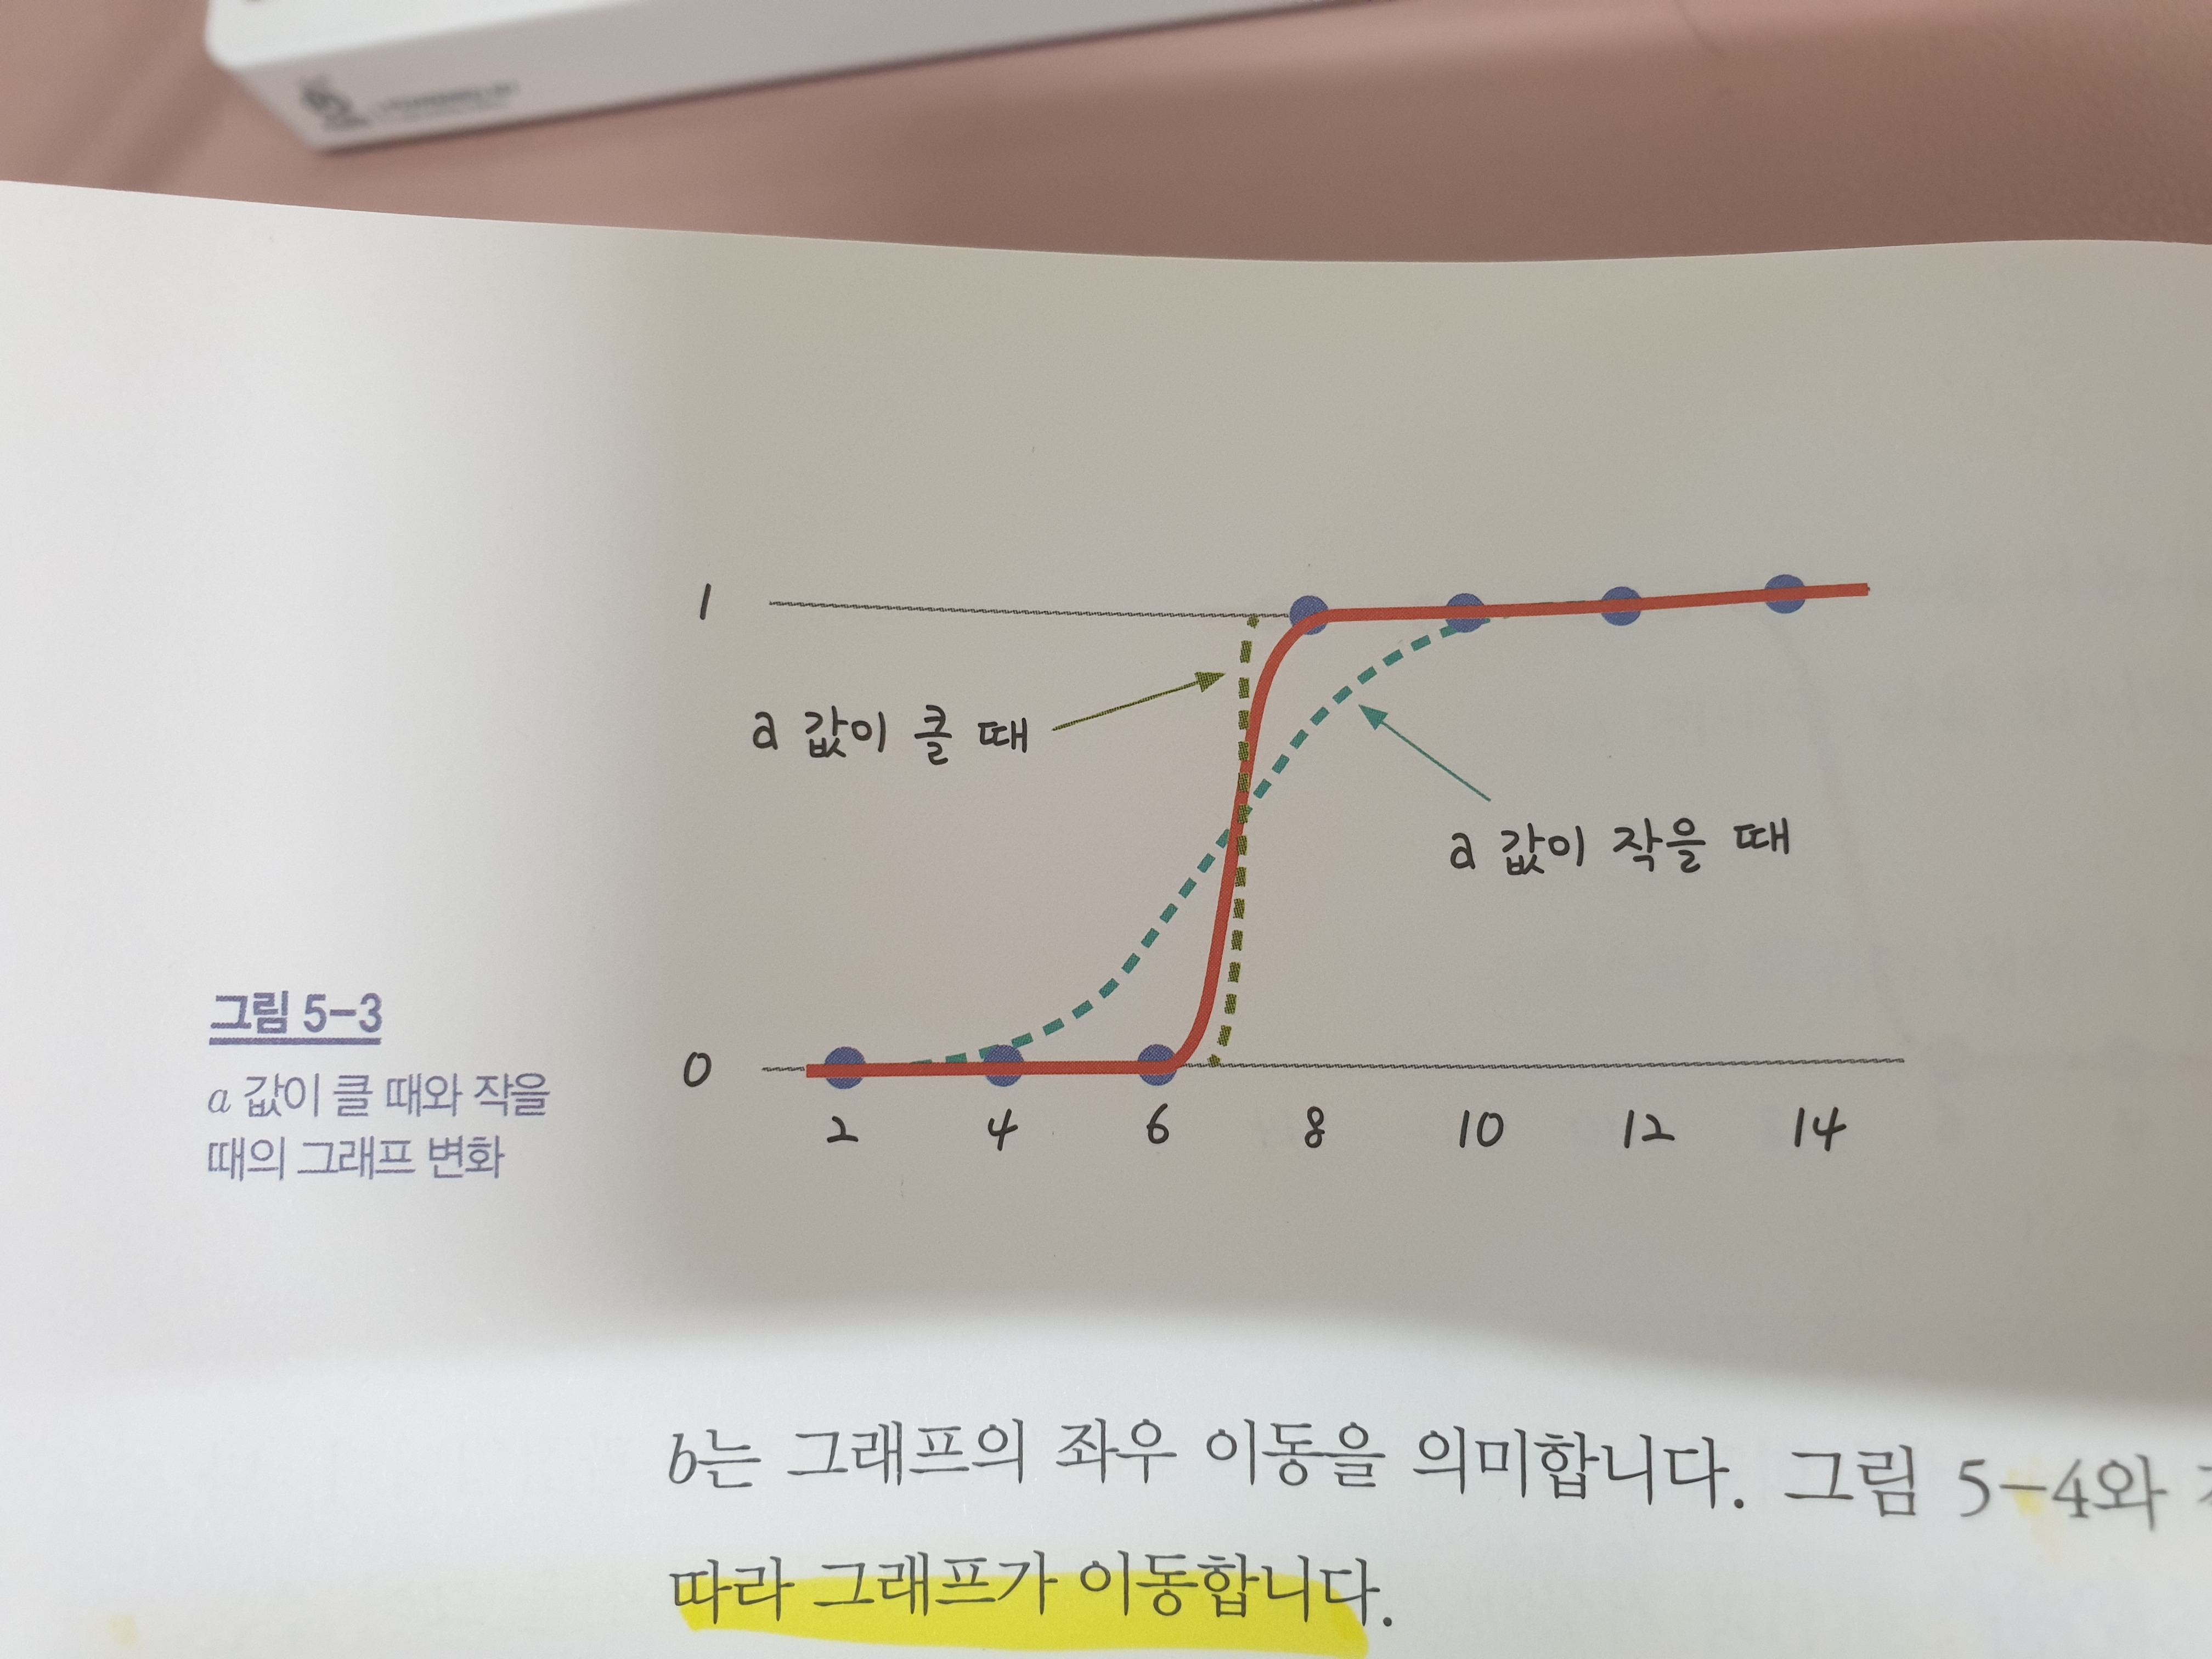 그림 5-3
a 값이 클 때와 작을
때의 그래프 변화
1
a 값이 클 때
a 값이 작을 때
0
2 4 6 8 10 12 14
b는 그래프의 좌우 이동을 의미합니다. 그림 5-4와
따라 그래프가 이동합니다.